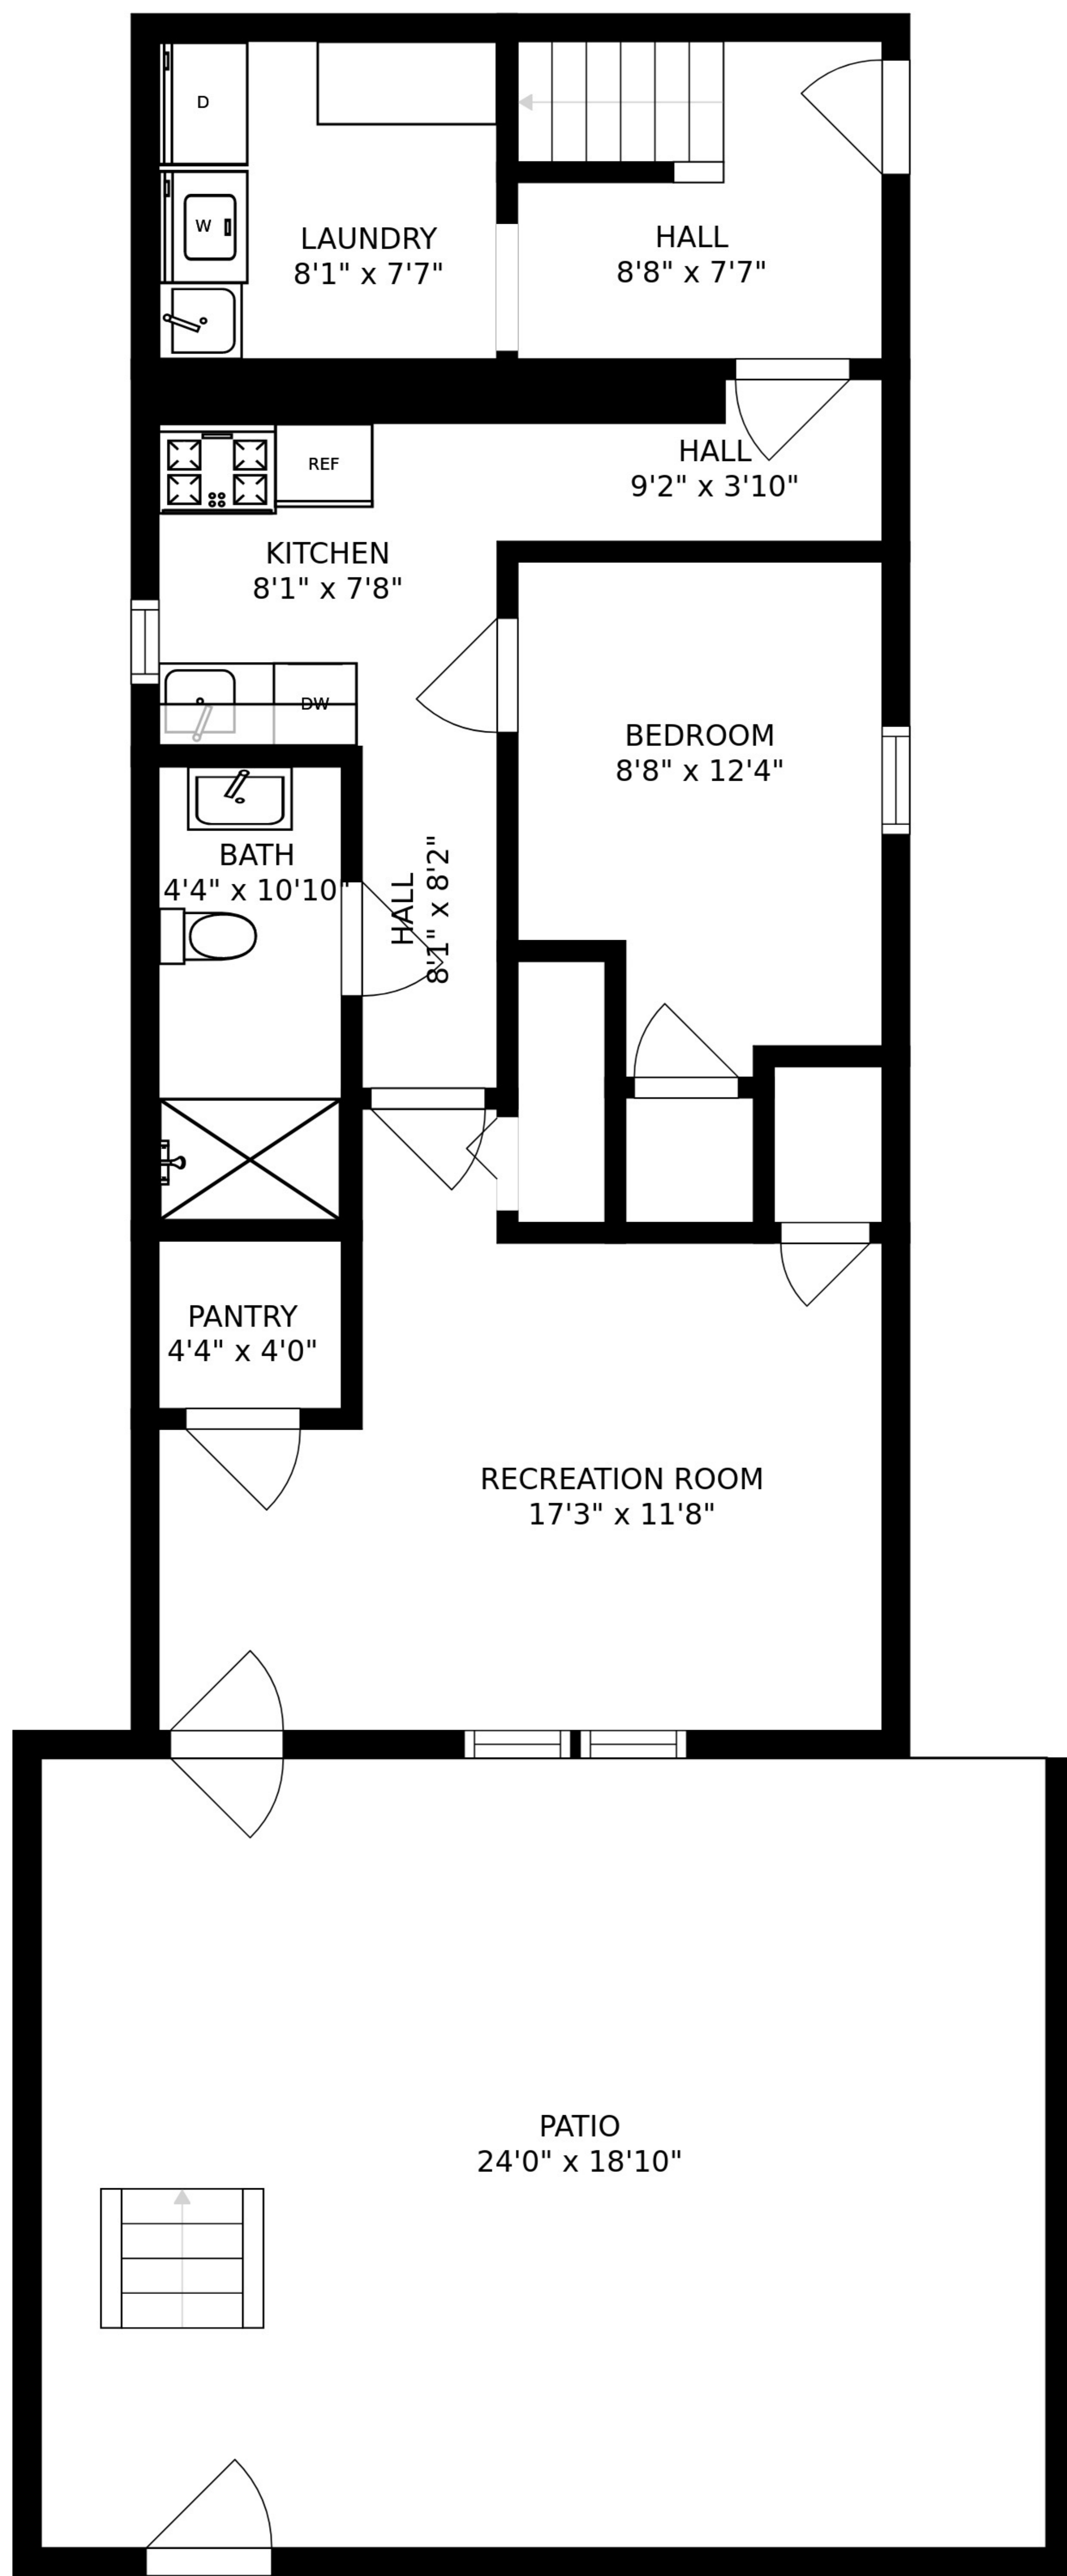 D
W
LAUNDRY
8'1" x 7'7"
HALL
8'8" x 7'7"
HALL
9'2" x 3'10"
REF
KITCHEN
8'1" x 7'8"
DW
BEDROOM
8'8" x 12'4"
BATH
4'4" x 10'10"
HALL
8'1" x 8'2"
PANTRY
4'4" x 4'0"
RECREATION ROOM
17'3" x 11'8"
PATIO
24'0" x 18'10"